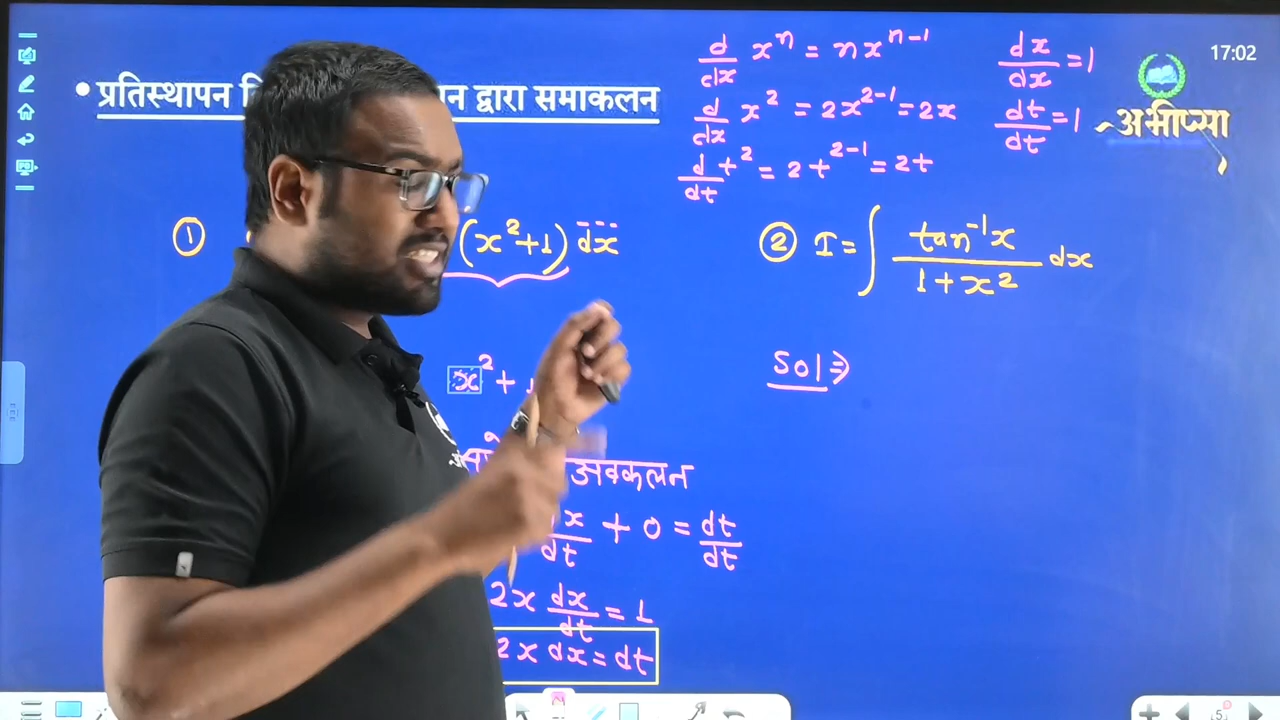 17:02
अभीप्सा
प्रतिस्थापन द्वारा समाकलन
d/dx xⁿ = nxⁿ⁻¹
dx/dx = 1
d/dx x² = 2x²⁻¹ = 2x
dt/dt = 1
d/dt t² = 2t²⁻¹ = 2t
① (x²+1) dx
② I = ∫ tan⁻¹x / 1+x² dx
x² +
Sol ⇒
अवकलन
dx/dt + 0 = dt/dt
2x dx/dt = 1
2x dx = dt
51